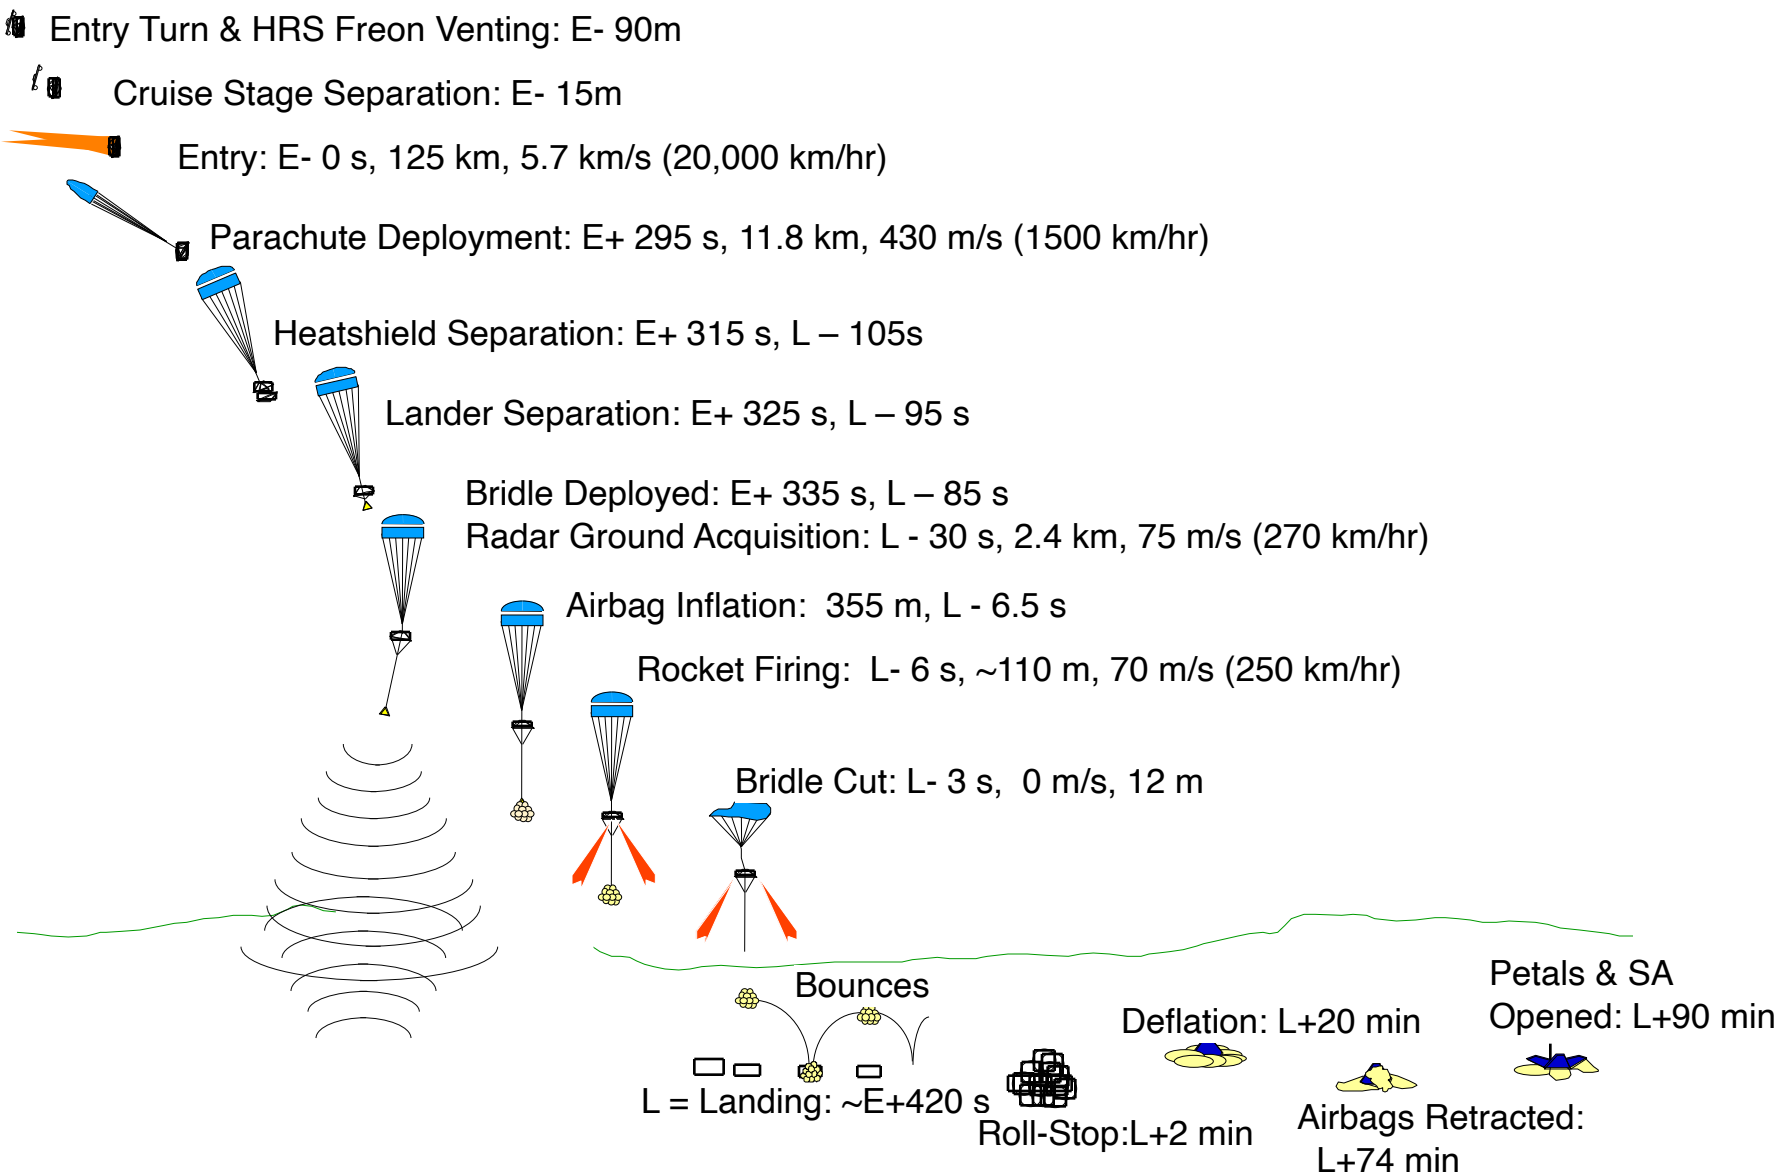 Entry Turn & HRS Freon Venting: E- 90m
Cruise Stage Separation: E- 15m
Entry: E- 0 s, 125 km, 5.7 km/s (20,000 km/hr)
Parachute Deployment: E+ 295 s, 11.8 km, 430 m/s (1500 km/hr)
Heatshield Separation: E+ 315 s, L – 105s
Lander Separation: E+ 325 s, L – 95 s
Bridle Deployed: E+ 335 s, L – 85 s
Radar Ground Acquisition: L - 30 s, 2.4 km, 75 m/s (270 km/hr)
Airbag Inflation:  355 m, L - 6.5 s
Rocket Firing:  L- 6 s, ~110 m, 70 m/s (250 km/hr)
Bridle Cut: L- 3 s,  0 m/s, 12 m
Bounces
L = Landing: ~E+420 s
Roll-Stop:L+2 min
Deflation: L+20 min
Airbags Retracted:
L+74 min
Petals & SA
Opened: L+90 min